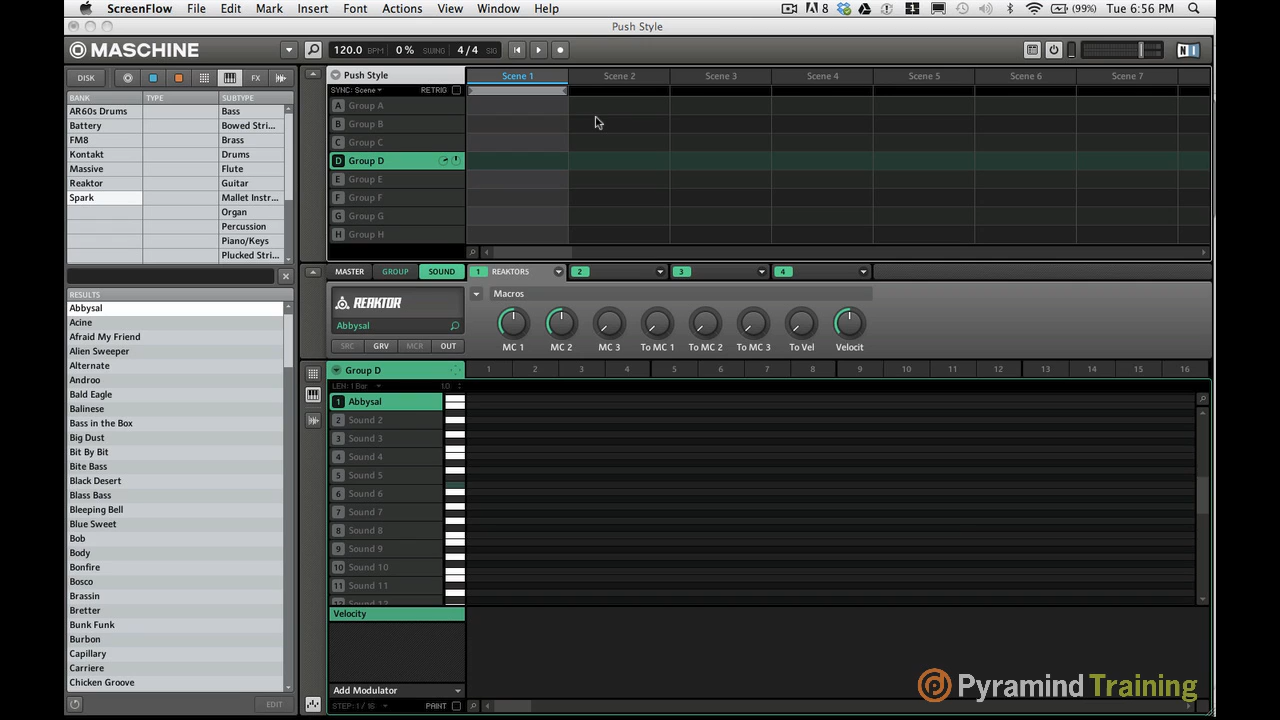 ScreenFlow File Edit Mark Insert Font Actions View Window Help 8 1 (99%) Tue 6:56 PM
Push Style
MASCHINE 120.0 BPM 0% SWING 4/4 SIG NI
DISK FX
BANK TYPE SUBTYPE
AR60s Drums Bass
Battery Bowed Stri...
FM8 Brass
Kontakt Drums
Massive Flute
Reaktor Guitar
Spark Mallet Instr...
Organ
Percussion
Piano/Keys
Plucked Stri...
RESULTS
Abbysal
Acine
Afraid My Friend
Alien Sweeper
Alternate
Androo
Bald Eagle
Balinese
Bass in the Box
Big Dust
Bit By Bit
Bite Bass
Black Desert
Blass Bass
Bleeping Bell
Blue Sweet
Bob
Body
Bonfire
Bosco
Brassin
Bretter
Bunk Funk
Burbon
Capillary
Carriere
Chicken Groove
EDIT
Push Style Scene 1 Scene 2 Scene 3 Scene 4 Scene 5 Scene 6 Scene 7
SYNC: Scene RETRIG
A Group A
B Group B
C Group C
D Group D
E Group E
F Group F
G Group G
H Group H
MASTER GROUP SOUND 1 REAKTOR5 2 3 4
REAKTOR
Abbysal
SRC GRV MCR OUT
Macros
MC 1 MC 2 MC 3 To MC 1 To MC 2 To MC 3 To Vel Velocit
Group D 1 2 3 4 5 6 7 8 9 10 11 12 13 14 15 16
LEN: 1 Bar 1.0
1 Abbysal
2 Sound 2
3 Sound 3
4 Sound 4
5 Sound 5
6 Sound 6
7 Sound 7
8 Sound 8
9 Sound 9
10 Sound 10
11 Sound 11
12 Sound 12
Velocity
Add Modulator
STEP: 1/16 PAINT
Pyramind Training